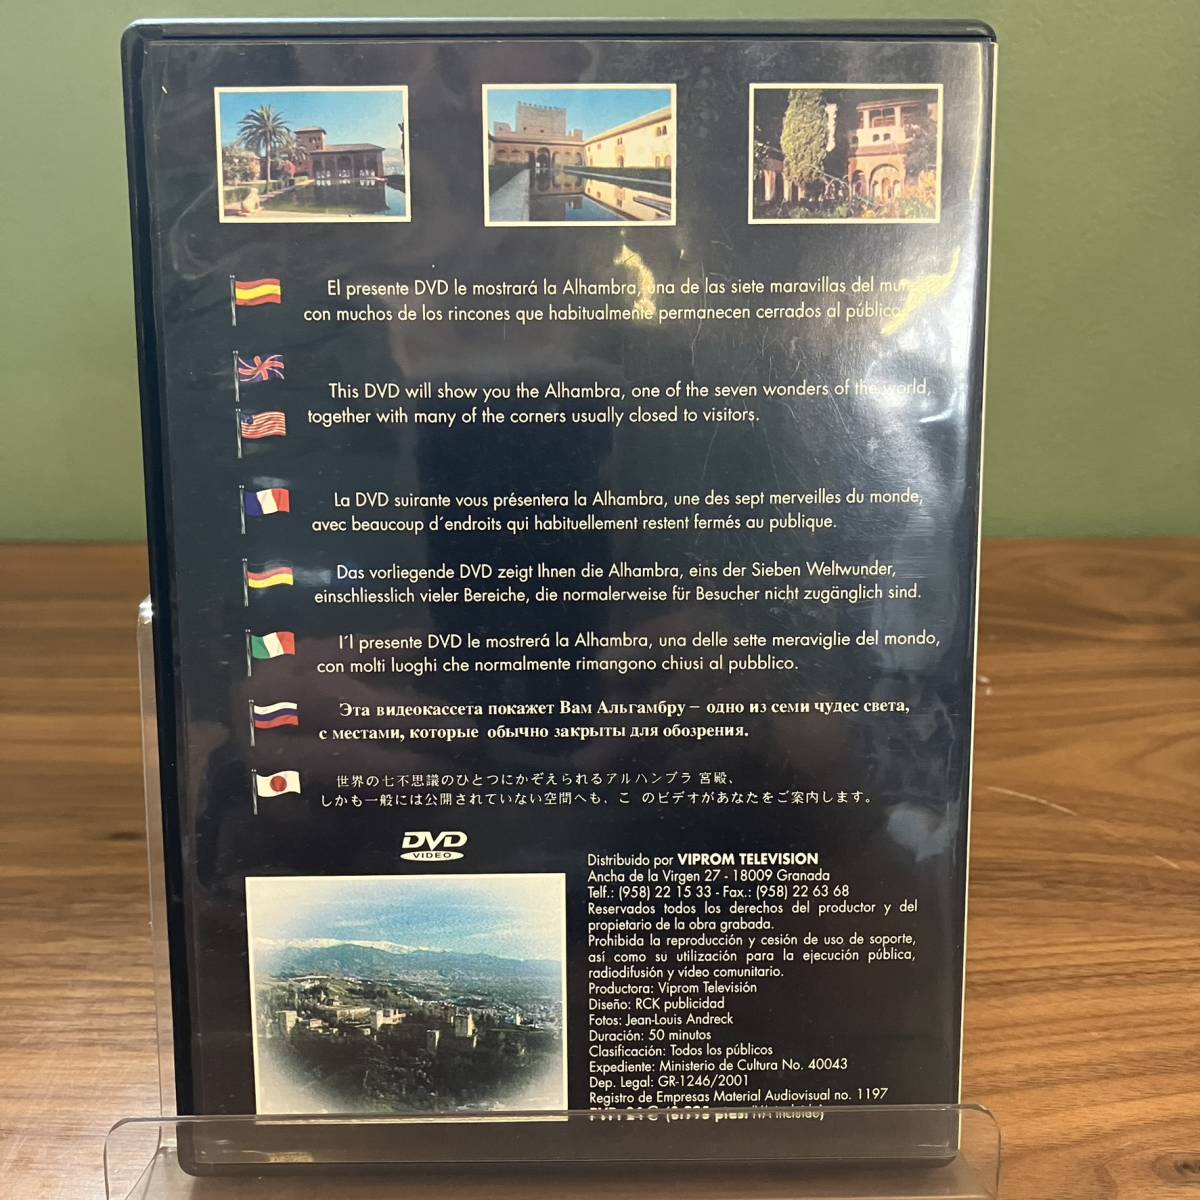 El presente DVD le mostrará la Alhambra, una de las siete maravillas del
con muchos de los rincones que habitualmente permanecen cerrados al público
This DVD will show you the Alhambra, one of the seven wonders of the world,
together with many of the corners usually closed to visitors.
La DVD suirante vous présentera la Alhambra, une des sept merveilles du monde,
avec beaucoup d´endroits qui habituellement restent fermés au publique.
Das vorliegende DVD zeigt Ihnen die Alhambra, eins der Sieben Weltwunder,
einschliesslich vieler Bereiche, die normalerweise für Besucher nicht zugänglich sind.
I´l presente DVD le mostrerá la Alhambra, una delle sette meraviglie del mondo,
con molti luoghi che normalmente rimangono chiusi al pubblico.
Эта видеокассета покажет Вам Альгамбру – одно из семи чудес света,
с местами, которые обычно закрыты для обозрения.
世界の七不思議のひとつにかぞえられるアルハンブラ 宮殿、
しかも一般には公開されていない空間へも、こ のビデオがあなたをご案内します。
DVD
VIDEO
Distribuido por VIPROM TELEVISION
Ancha de la Virgen 27 - 18009 Granada
Telf.: (958) 22 15 33 - Fax.: (958) 22 63 68
Reservados todos los derechos del productor y del
propietario de la obra grabada.
Prohibida la reproducción y cesión de uso de soporte,
así como su utilización para la ejecución pública,
radiodifusión y vídeo comunitario.
Productora: Viprom Televisión
Diseño: RCK publicidad
Fotos: Jean-Louis Andreck
Duración: 50 minutos
Clasificación: Todos los públicos
Expediente: Ministerio de Cultura No. 40043
Dep. Legal: GR-1246/2001
Registro de Empresas Material Audiovisual no. 1197